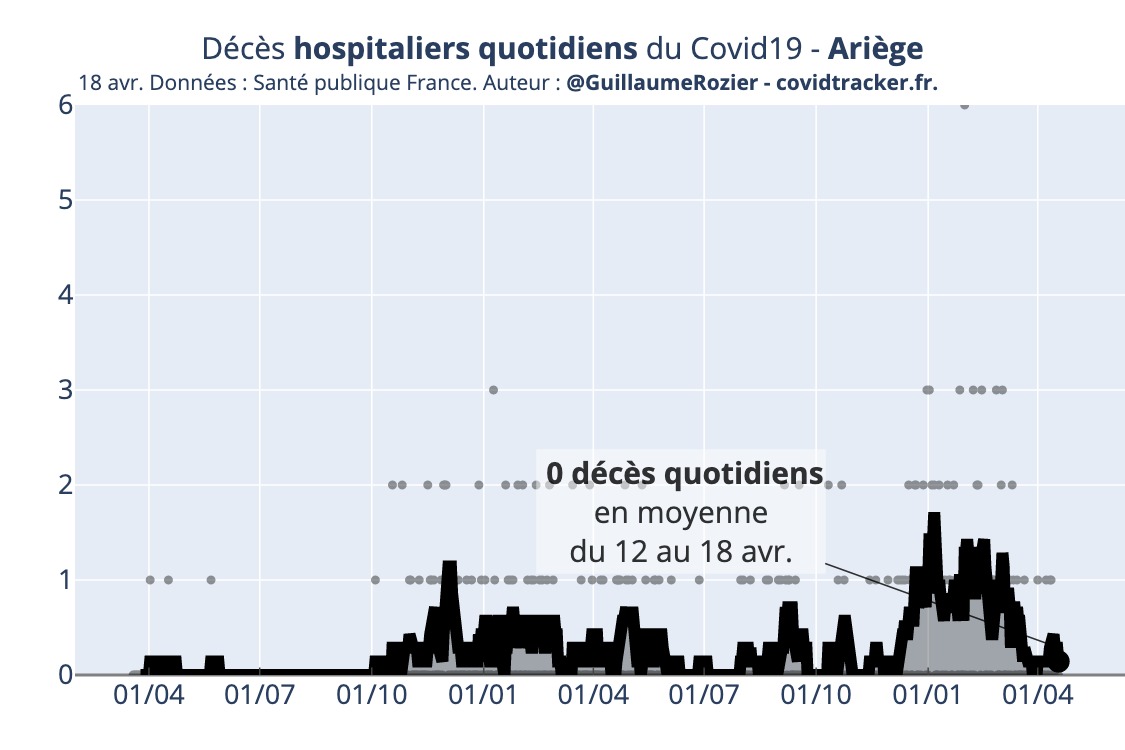 Décès hospitaliers quotidiens du Covid19 - Ariège
18 avr. Données : Santé publique France. Auteur : @GuillaumeRozier - covidtracker.fr.
6
5
4
3
2
1
0
0 décès quotidiens
en moyenne
du 12 au 18 avr.
01/04 01/07 01/10 01/01 01/04 01/07 01/10 01/01 01/04